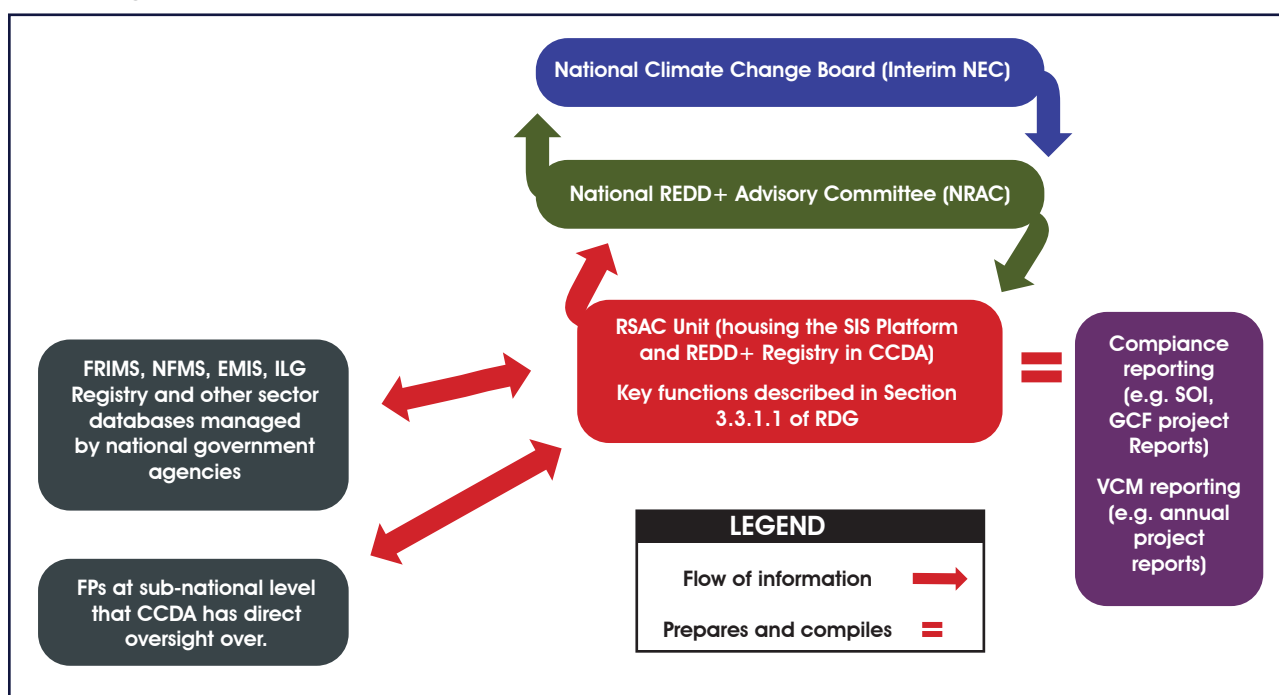 National Climate Change Board (Interim NEC)
National REDD+ Advisory Committee (NRAC)
RSAC Unit (housing the SIS Platform
and REDD+ Registry in CCDA)
Key functions described in Section
3.3.1.1 of RDG
FRIMS, NFMS, EMIS, ILG
Registry and other sector
databases managed
by national government
agencies
FPs at sub-national level
that CCDA has direct
oversight over.
Compiance
reporting
(e.g. SOI,
GCF project
Reports)
VCM reporting
(e.g. annual
project
reports)
LEGEND
Flow of information
Prepares and compiles